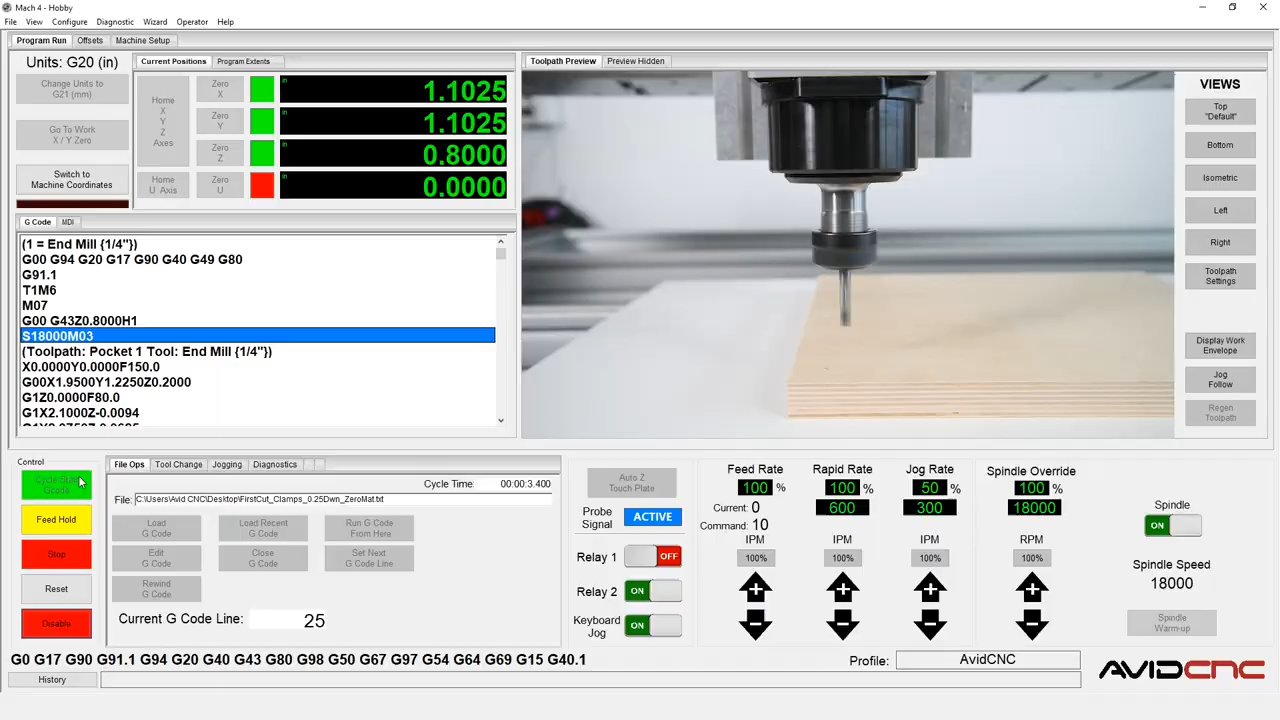 Mach 4 - Hobby
File View Configure Diagnostic Wizard Operator Help
Program Run Offsets Machine Setup
Units: G20 (in)
Change Units to
G21 (mm)
Go To Work
X / Y Zero
Switch to
Machine Coordinates
Current Positions Program Extents
Home
X
Y
Z
Axes
Zero
X
in
1.1025
Zero
Y
in
1.1025
Zero
Z
in
0.8000
Home
U Axis
Zero
U
in
0.0000
G Code MDI
(1 = End Mill {1/4"})
G00 G94 G20 G17 G90 G40 G49 G80
G91.1
T1M6
M07
G00 G43Z0.8000H1
S18000M03
(Toolpath: Pocket 1 Tool: End Mill {1/4"})
X0.0000Y0.0000F150.0
G00X1.9500Y1.2250Z0.2000
G1Z0.0000F80.0
G1X2.1000Z-0.0094
Toolpath Preview Preview Hidden
VIEWS
Top
"Default"
Bottom
Isometric
Left
Right
Toolpath
Settings
Display Work
Envelope
Jog
Follow
Regen
Toolpath
Control
Cycle Start
Gcode
Feed Hold
Stop
Reset
Disable
File Ops Tool Change Jogging Diagnostics
Cycle Time: 00:00:3.400
File: C:\Users\Avid CNC\Desktop\FirstCut_Clamps_0.25Dwn_ZeroMat.txt
Load
G Code
Load Recent
G Code
Run G Code
From Here
Edit
G Code
Close
G Code
Set Next
G Code Line
Rewind
G Code
Current G Code Line: 25
Auto Z
Touch Plate
Probe
Signal
ACTIVE
Relay 1 OFF
Relay 2 ON
Keyboard
Jog
ON
Feed Rate
100 %
Current: 0
Command: 10
IPM
100%
Rapid Rate
100 %
600
IPM
100%
Jog Rate
50 %
300
IPM
100%
Spindle Override
100 %
18000
RPM
100%
Spindle
ON
Spindle Speed
18000
Spindle
Warm-up
G0 G17 G90 G91.1 G94 G20 G40 G43 G80 G98 G50 G67 G97 G54 G64 G69 G15 G40.1
Profile: AvidCNC
History
AVIDCNC